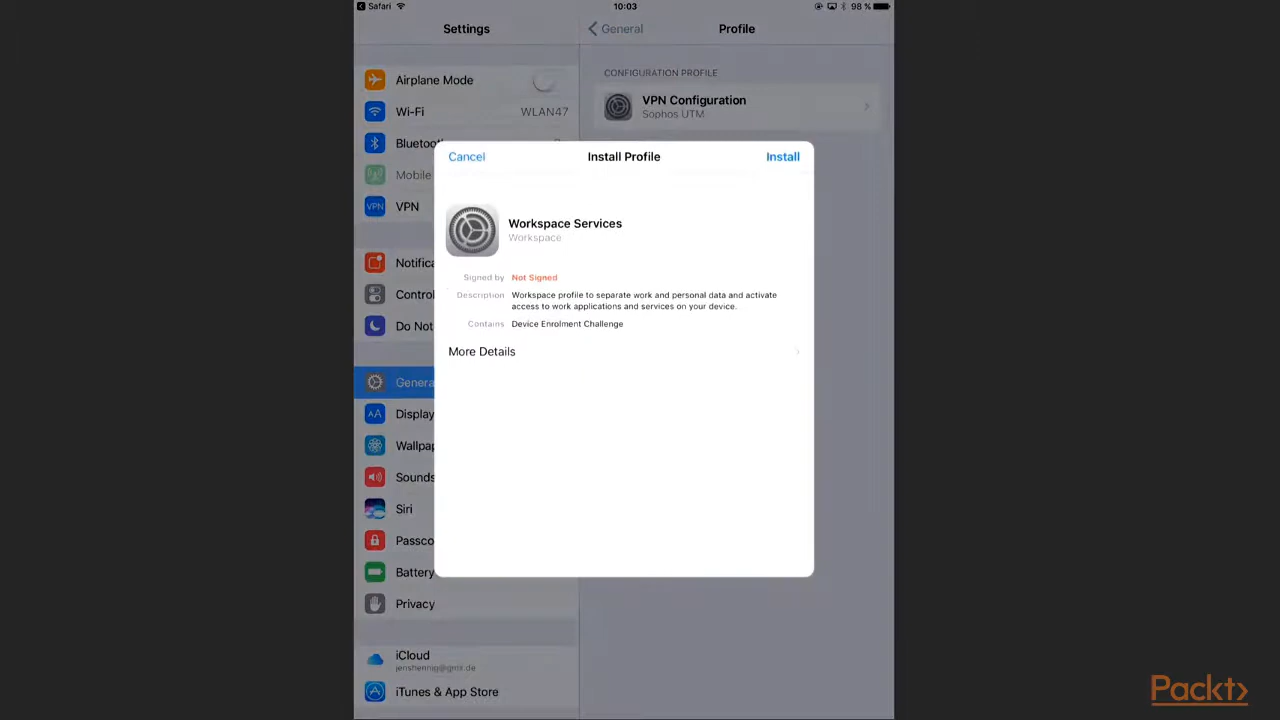 Safari
10:03
98 %
Settings
General
Profile
Airplane Mode
Wi-Fi
WLAN47
Bluetooth
Mobile
VPN
VPN
Notifica
Control
Do Not
General
Display
AA
Wallpap
Sounds
Siri
Passco
Battery
Privacy
iCloud
jenshennig@gmx.de
iTunes & App Store
CONFIGURATION PROFILE
VPN Configuration
Sophos UTM
Cancel
Install Profile
Install
Workspace Services
Workspace
Signed by Not Signed
Description Workspace profile to separate work and personal data and activate
access to work applications and services on your device.
Contains Device Enrolment Challenge
More Details
Packt